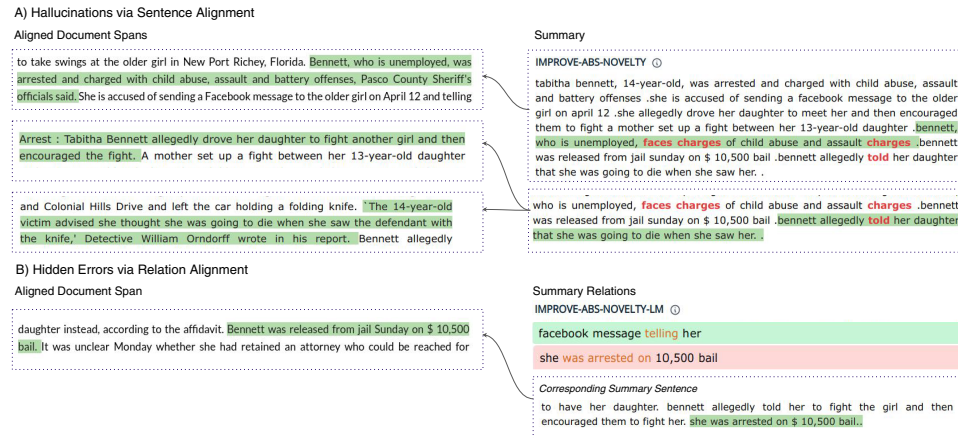 A) Hallucinations via Sentence Alignment
Aligned Document Spans
to take swings at the older girl in New Port Richey, Florida. Bennett, who is unemployed, was
arrested and charged with child abuse, assault and battery offenses, Pasco County Sheriff's
officials said. She is accused of sending a Facebook message to the older girl on April 12 and telling
Arrest : Tabitha Bennett allegedly drove her daughter to fight another girl and then
encouraged the fight. A mother set up a fight between her 13-year-old daughter
and Colonial Hills Drive and left the car holding a folding knife. 'The 14-year-old
victim advised she thought she was going to die when she saw the defendant with
the knife,' Detective William Orndorff wrote in his report. Bennett allegedly
Summary
IMPROVE-ABS-NOVELTY
tabitha bennett, 14-year-old, was arrested and charged with child abuse, assault
and battery offenses .she is accused of sending a facebook message to the older
girl on april 12 .she allegedly drove her daughter to meet her and then encouraged
them to fight a mother set up a fight between her 13-year-old daughter .bennett,
who is unemployed, faces charges of child abuse and assault charges .bennett
was released from jail sunday on $ 10,500 bail .bennett allegedly told her daughter
that she was going to die when she saw her. .
who is unemployed, faces charges of child abuse and assault charges .bennett
was released from jail sunday on $ 10,500 bail .bennett allegedly told her daughter
that she was going to die when she saw her. .
B) Hidden Errors via Relation Alignment
Aligned Document Span
daughter instead, according to the affidavit. Bennett was released from jail Sunday on $ 10,500
bail. It was unclear Monday whether she had retained an attorney who could be reached for
Summary Relations
IMPROVE-ABS-NOVELTY-LM
facebook message telling her
she was arrested on 10,500 bail
Corresponding Summary Sentence
to have her daughter. bennett allegedly told her to fight the girl and then
encouraged them to fight her. she was arrested on $ 10,500 bail..